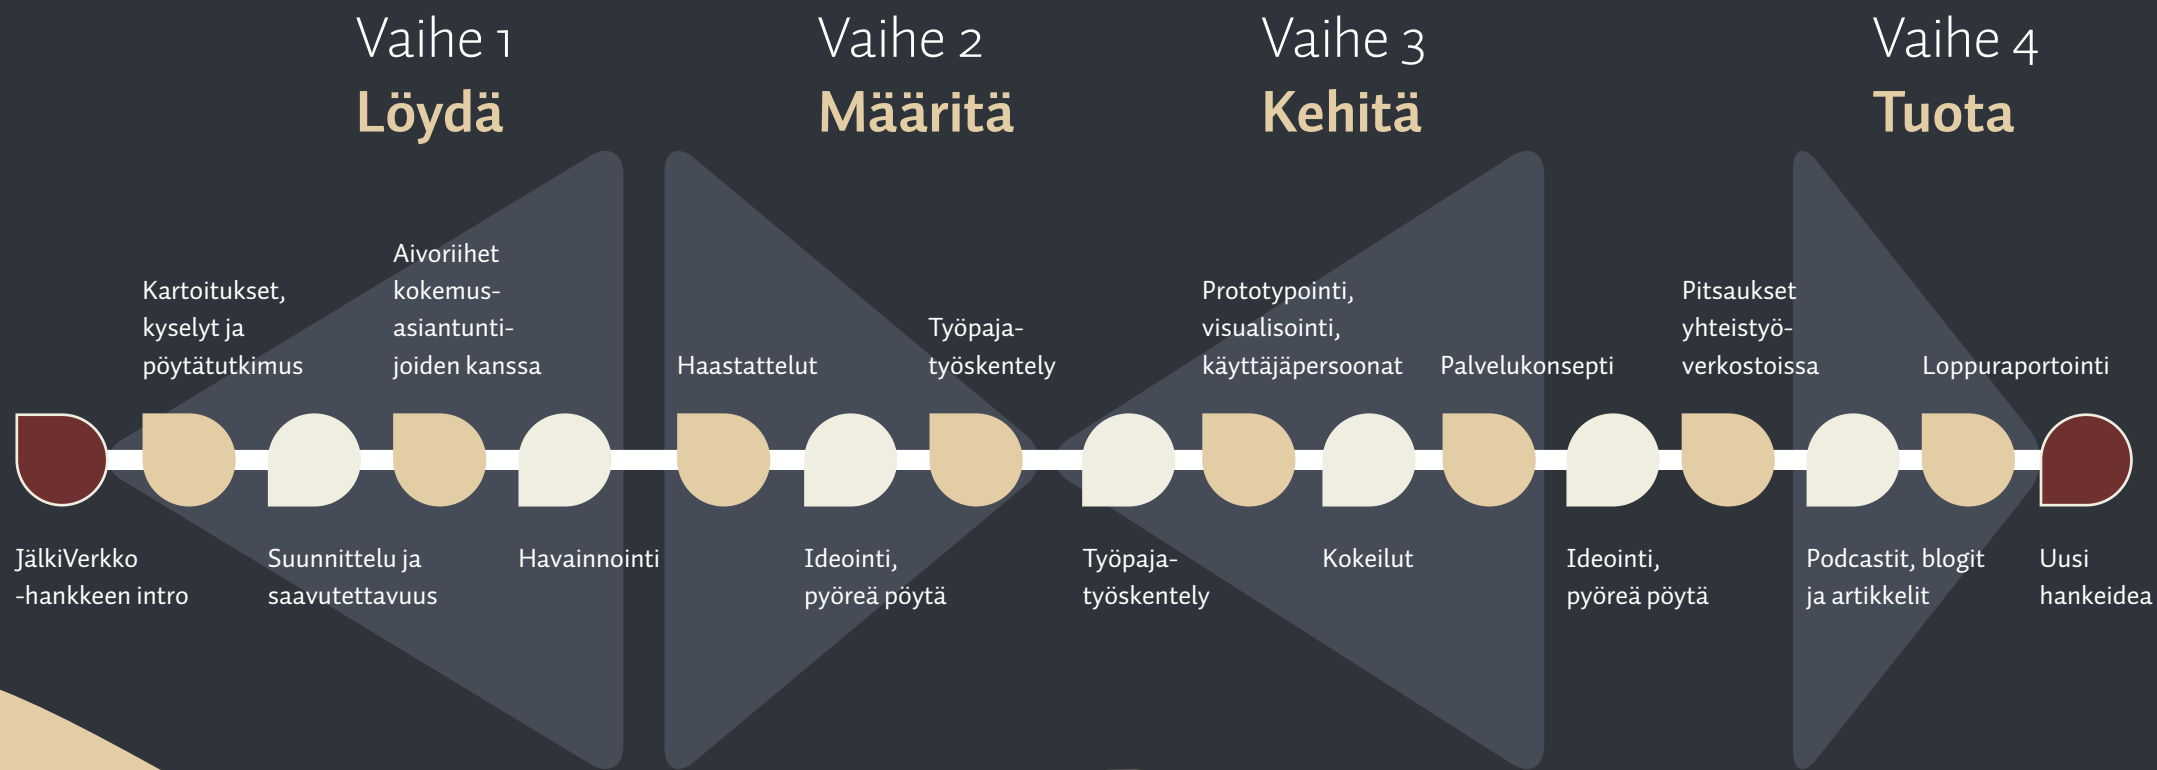 Vaihe 1
Löydä
Vaihe 2
Määritä
Vaihe 3
Kehitä
Vaihe 4
Tuota
JälkiVerkko
-hankkeen intro
Kartoitukset,
kyselyt ja
pöytätutkimus
Suunnittelu ja
saavutettavuus
Aivoriihet
kokemus-
asiantunti-
joiden kanssa
Havainnointi
Haastattelut
Ideointi,
pyöreä pöytä
Työpaja-
työskentely
Työpaja-
työskentely
Prototypointi,
visualisointi,
käyttäjäpersoonat
Kokeilut
Palvelukonsepti
Ideointi,
pyöreä pöytä
Pitsaukset
yhteistyö-
verkostoissa
Podcastit, blogit
ja artikkelit
Loppuraportointi
Uusi
hankeidea